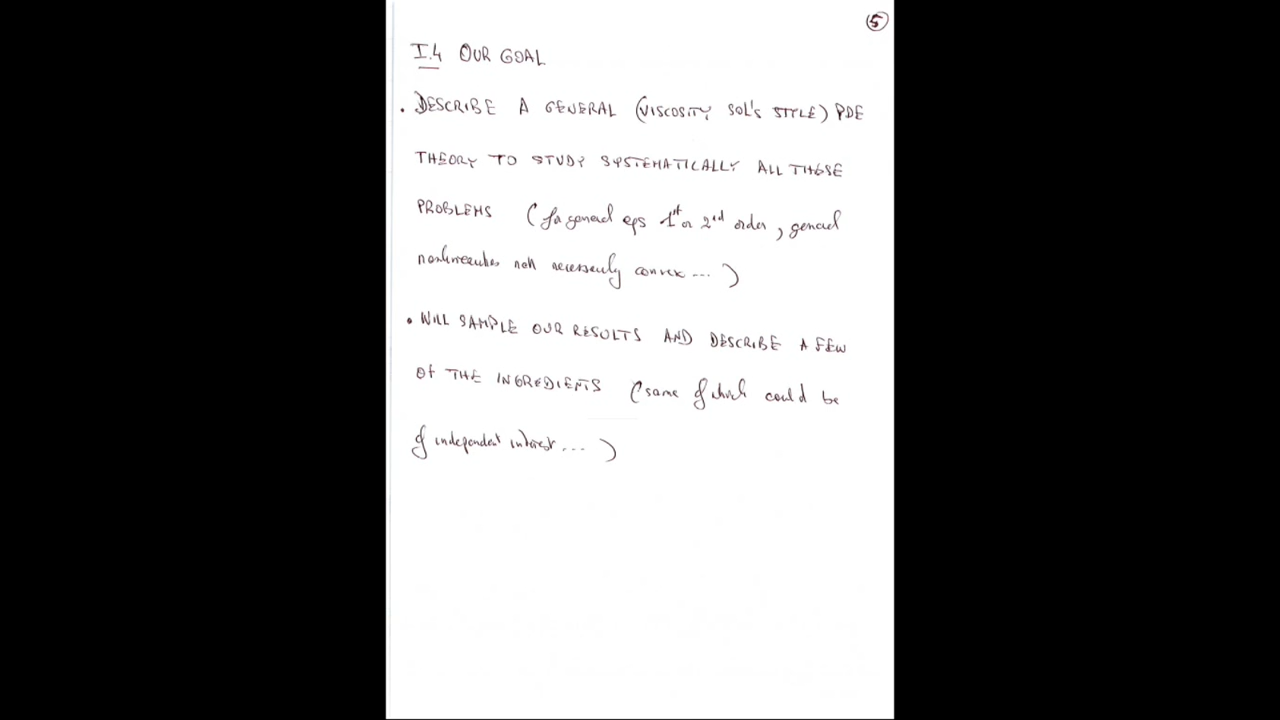 5
I.4 OUR GOAL
. DESCRIBE A GENERAL (VISCOSITY SOL'S STYLE) PDE
THEORY TO STUDY SYSTEMATICALLY ALL THOSE
PROBLEMS (for general eqs 1st or 2nd order, general
nonlinearities not necessarily convex ... )
. WILL SAMPLE OUR RESULTS AND DESCRIBE A FEW
OF THE INGREDIENTS (some of which could be
of independent interest ... )